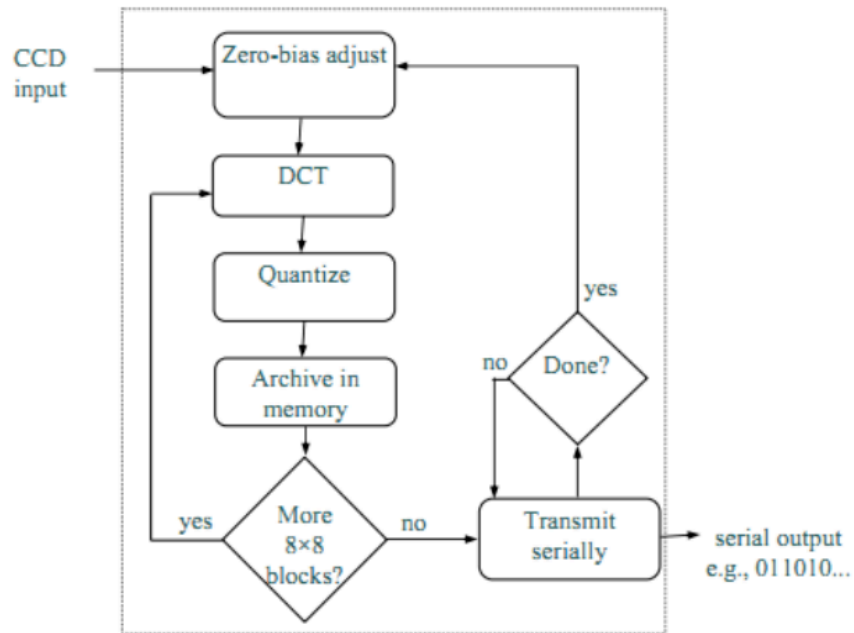 CCD
input
Zero-bias adjust
DCT
Quantize
Archive in
memory
More
8×8
blocks?
yes
no
Transmit
serially
Done?
no
yes
serial output
e.g., 011010...